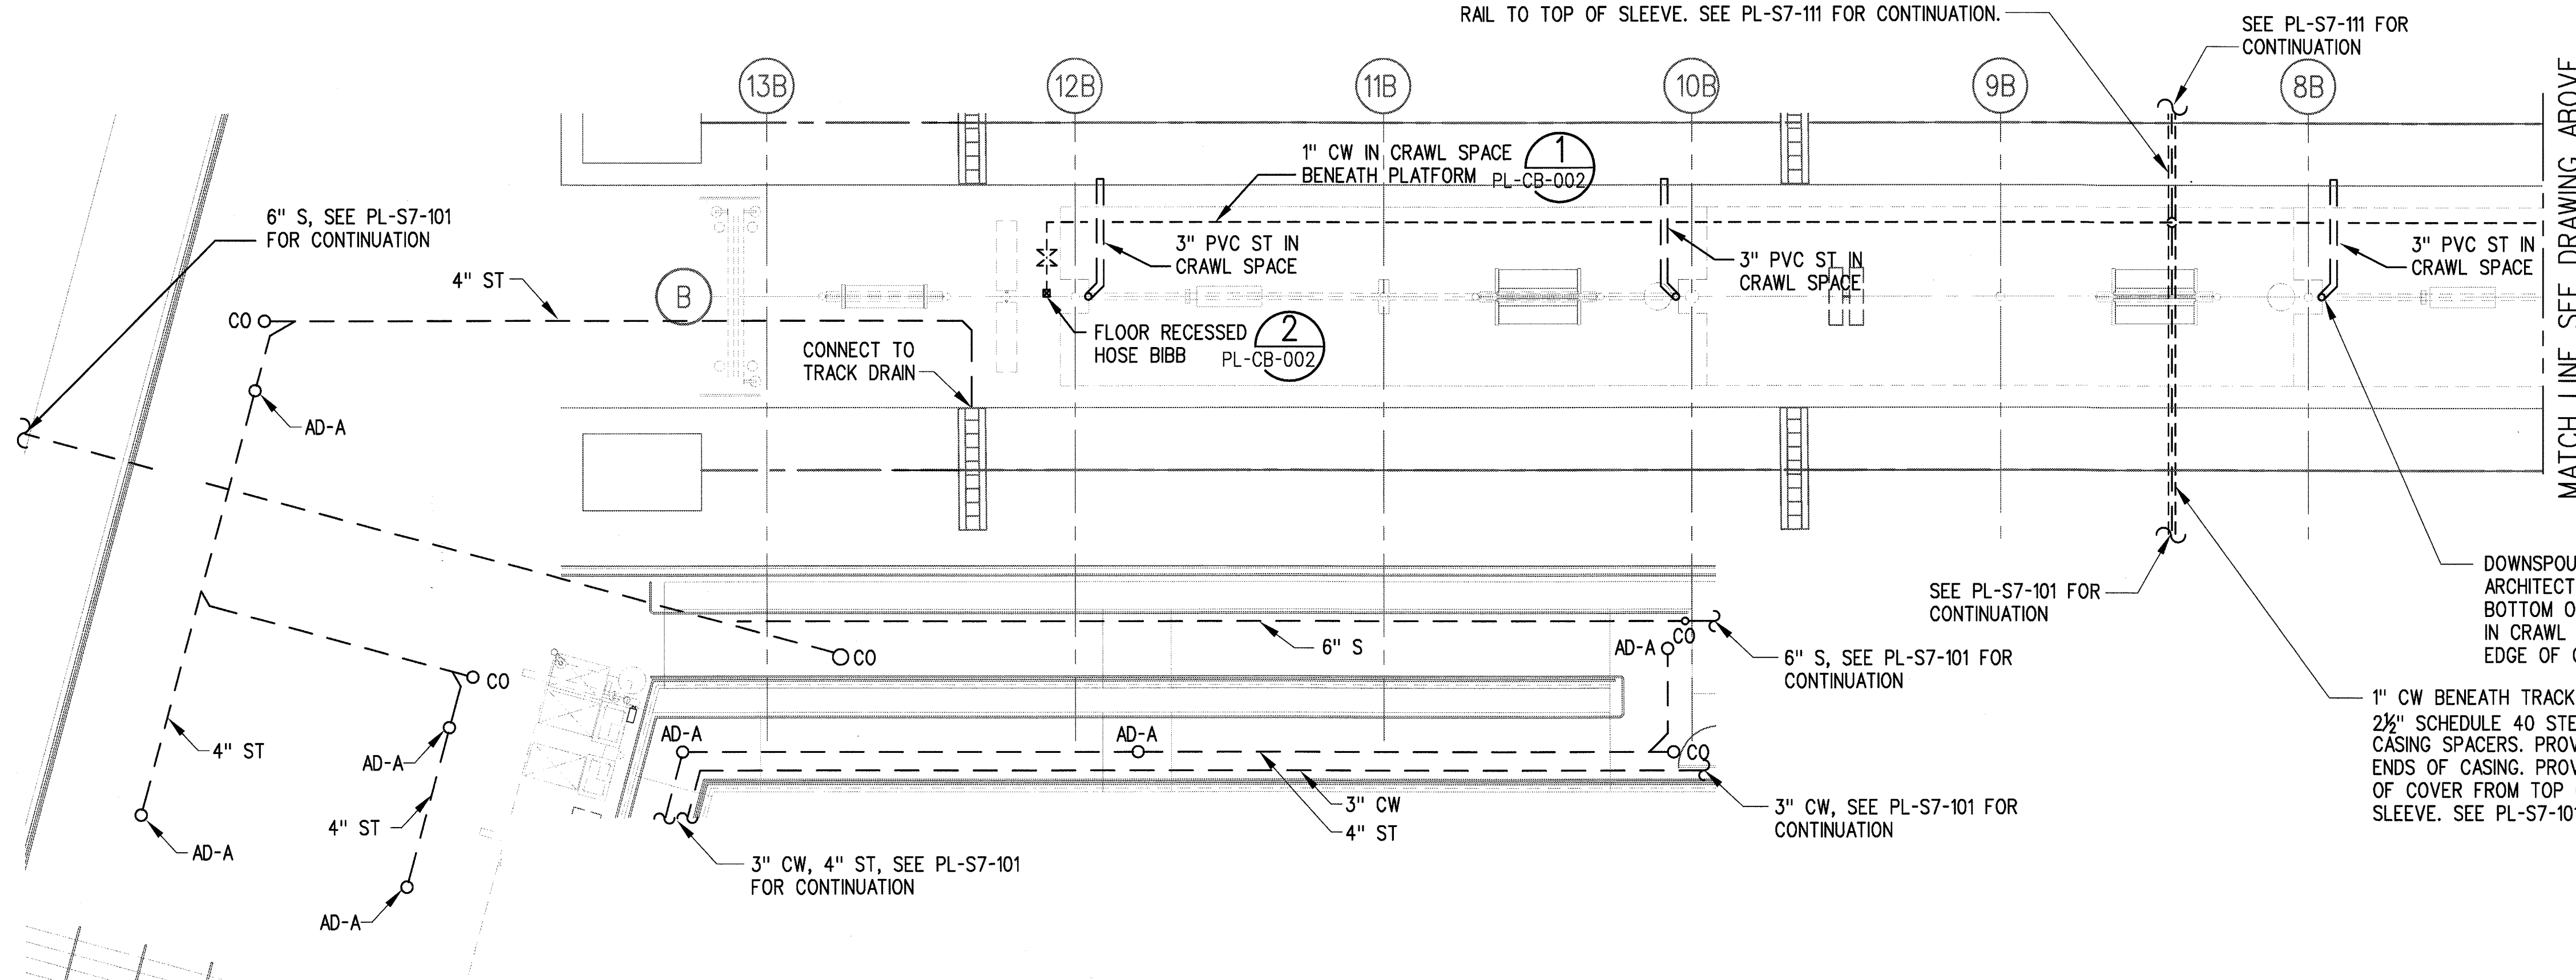 RAIL TO TOP OF SLEEVE. SEE PL-S7-111 FOR CONTINUATION.
SEE PL-S7-111 FOR
CONTINUATION
13B
12B
11B
10B
9B
8B
MATCH LINE SEE DRAWING ABOVE
1" CW IN CRAWL SPACE
BENEATH PLATFORM
1
PL-CB-002
6" S, SEE PL-S7-101
FOR CONTINUATION
4" ST
B
3" PVC ST IN
CRAWL SPACE
3" PVC ST IN
CRAWL SPACE
3" PVC ST IN
CRAWL SPACE
CO
CONNECT TO
TRACK DRAIN
FLOOR RECESSED
HOSE BIBB
2
PL-CB-002
AD-A
DOWNSPOU
ARCHITECT
BOTTOM O
IN CRAWL
EDGE OF
SEE PL-S7-101 FOR
CONTINUATION
6" S
CO
AD-A
6" S, SEE PL-S7-101 FOR
CONTINUATION
CO
CO
1" CW BENEATH TRACK
2½" SCHEDULE 40 STE
CASING SPACERS. PROV
ENDS OF CASING. PROV
OF COVER FROM TOP
SLEEVE. SEE PL-S7-101
4" ST
AD-A
AD-A
AD-A
CO
3" CW
4" ST
3" CW, SEE PL-S7-101 FOR
CONTINUATION
4" ST
AD-A
3" CW, 4" ST, SEE PL-S7-101
FOR CONTINUATION
AD-A